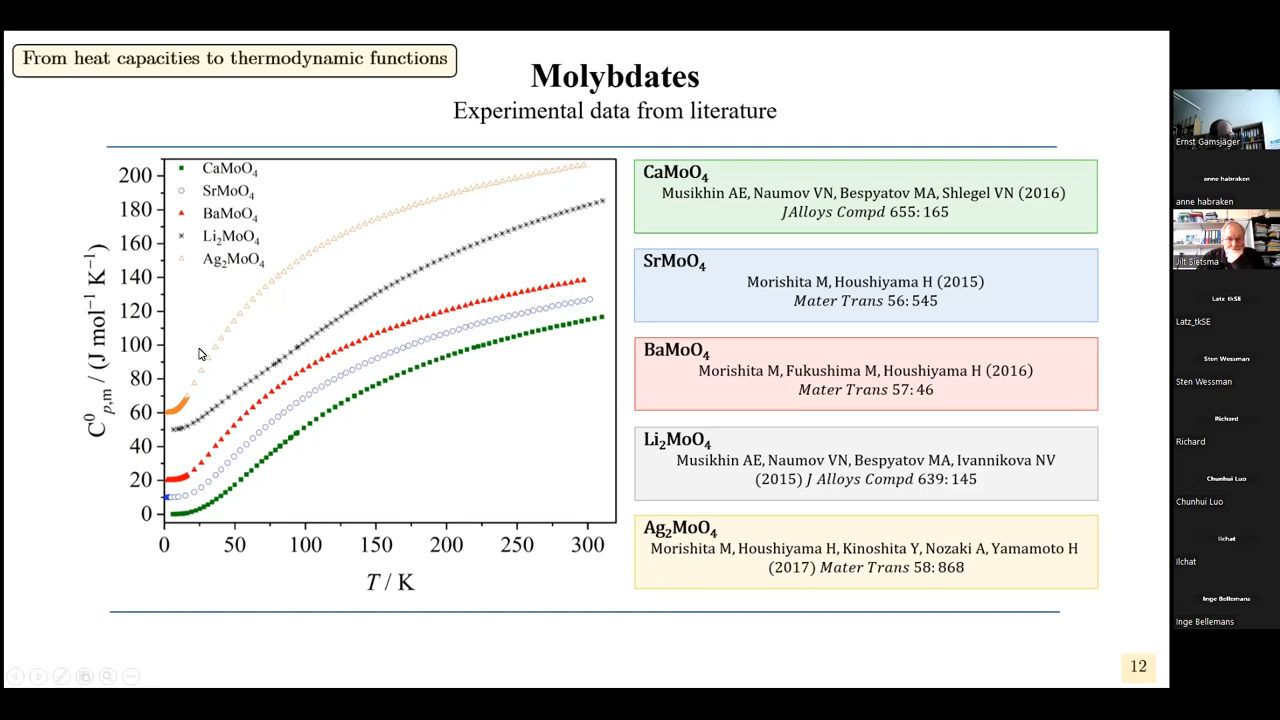 From heat capacities to thermodynamic functions
Molybdates
Experimental data from literature
CaMoO₄
SrMoO₄
BaMoO₄
Li₂MoO₄
Ag₂MoO₄
200
180
160
140
120
100
80
60
40
20
0
C⁰p,m / (J mol⁻¹ K⁻¹)
0 50 100 150 200 250 300
T / K
CaMoO₄
Musikhin AE, Naumov VN, Bespyatov MA, Shlegel VN (2016)
JAlloys Compd 655: 165
SrMoO₄
Morishita M, Houshiyama H (2015)
Mater Trans 56: 545
BaMoO₄
Morishita M, Fukushima M, Houshiyama H (2016)
Mater Trans 57: 46
Li₂MoO₄
Musikhin AE, Naumov VN, Bespyatov MA, Ivannikova NV
(2015) J Alloys Compd 639: 145
Ag₂MoO₄
Morishita M, Houshiyama H, Kinoshita Y, Nozaki A, Yamamoto H
(2017) Mater Trans 58: 868
12
Ernst Gamsjäger
anne habraken
anne habraken
Jilt Sietsma
Latz_tkSE
Latz_tkSE
Sten Wessman
Sten Wessman
Richard
Richard
Chunhui Luo
Chunhui Luo
Ilchat
Ilchat
Inge Bellemans
Inge Bellemans